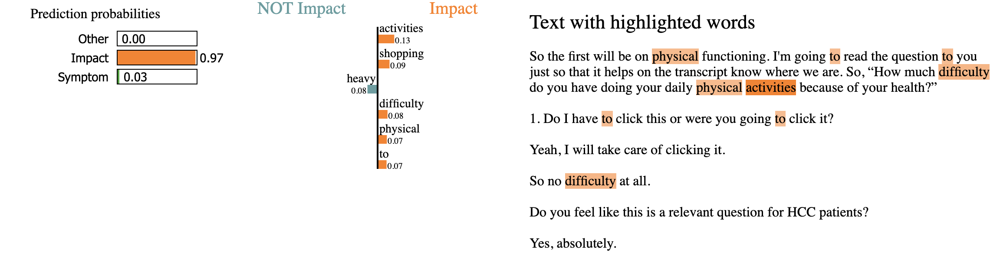 Prediction probabilities
Other 0.00
Impact 0.97
Symptom 0.03
NOT Impact Impact
activities
0.13
shopping
0.09
heavy
0.08
difficulty
0.08
physical
0.07
to
0.07
Text with highlighted words
So the first will be on physical functioning. I'm going to read the question to you
just so that it helps on the transcript know where we are. So, “How much difficulty
do you have doing your daily physical activities because of your health?”
1. Do I have to click this or were you going to click it?
Yeah, I will take care of clicking it.
So no difficulty at all.
Do you feel like this is a relevant question for HCC patients?
Yes, absolutely.